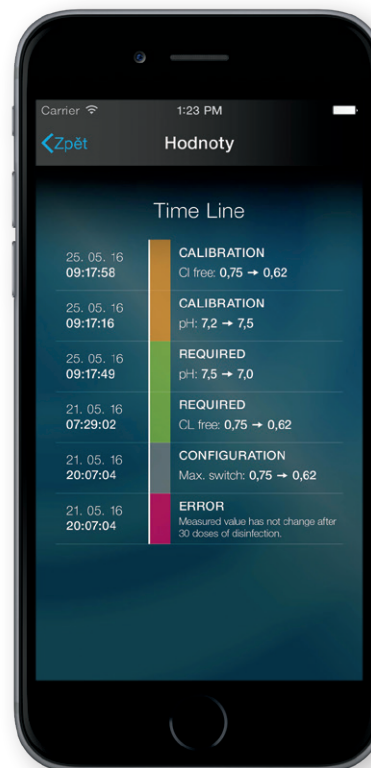 Carrier 1:23 PM
Zpět Hodnoty
Time Line
25. 05. 16 CALIBRATION
09:17:58 Cl free: 0,75 → 0,62
25. 05. 16 CALIBRATION
09:17:16 pH: 7,2 → 7,5
25. 05. 16 REQUIRED
09:17:49 pH: 7,5 → 7,0
21. 05. 16 REQUIRED
07:29:02 CL free: 0,75 → 0,62
21. 05. 16 CONFIGURATION
20:07:04 Max. switch: 0,75 → 0,62
21. 05. 16 ERROR
20:07:04 Measured value has not change after
30 doses of disinfection.